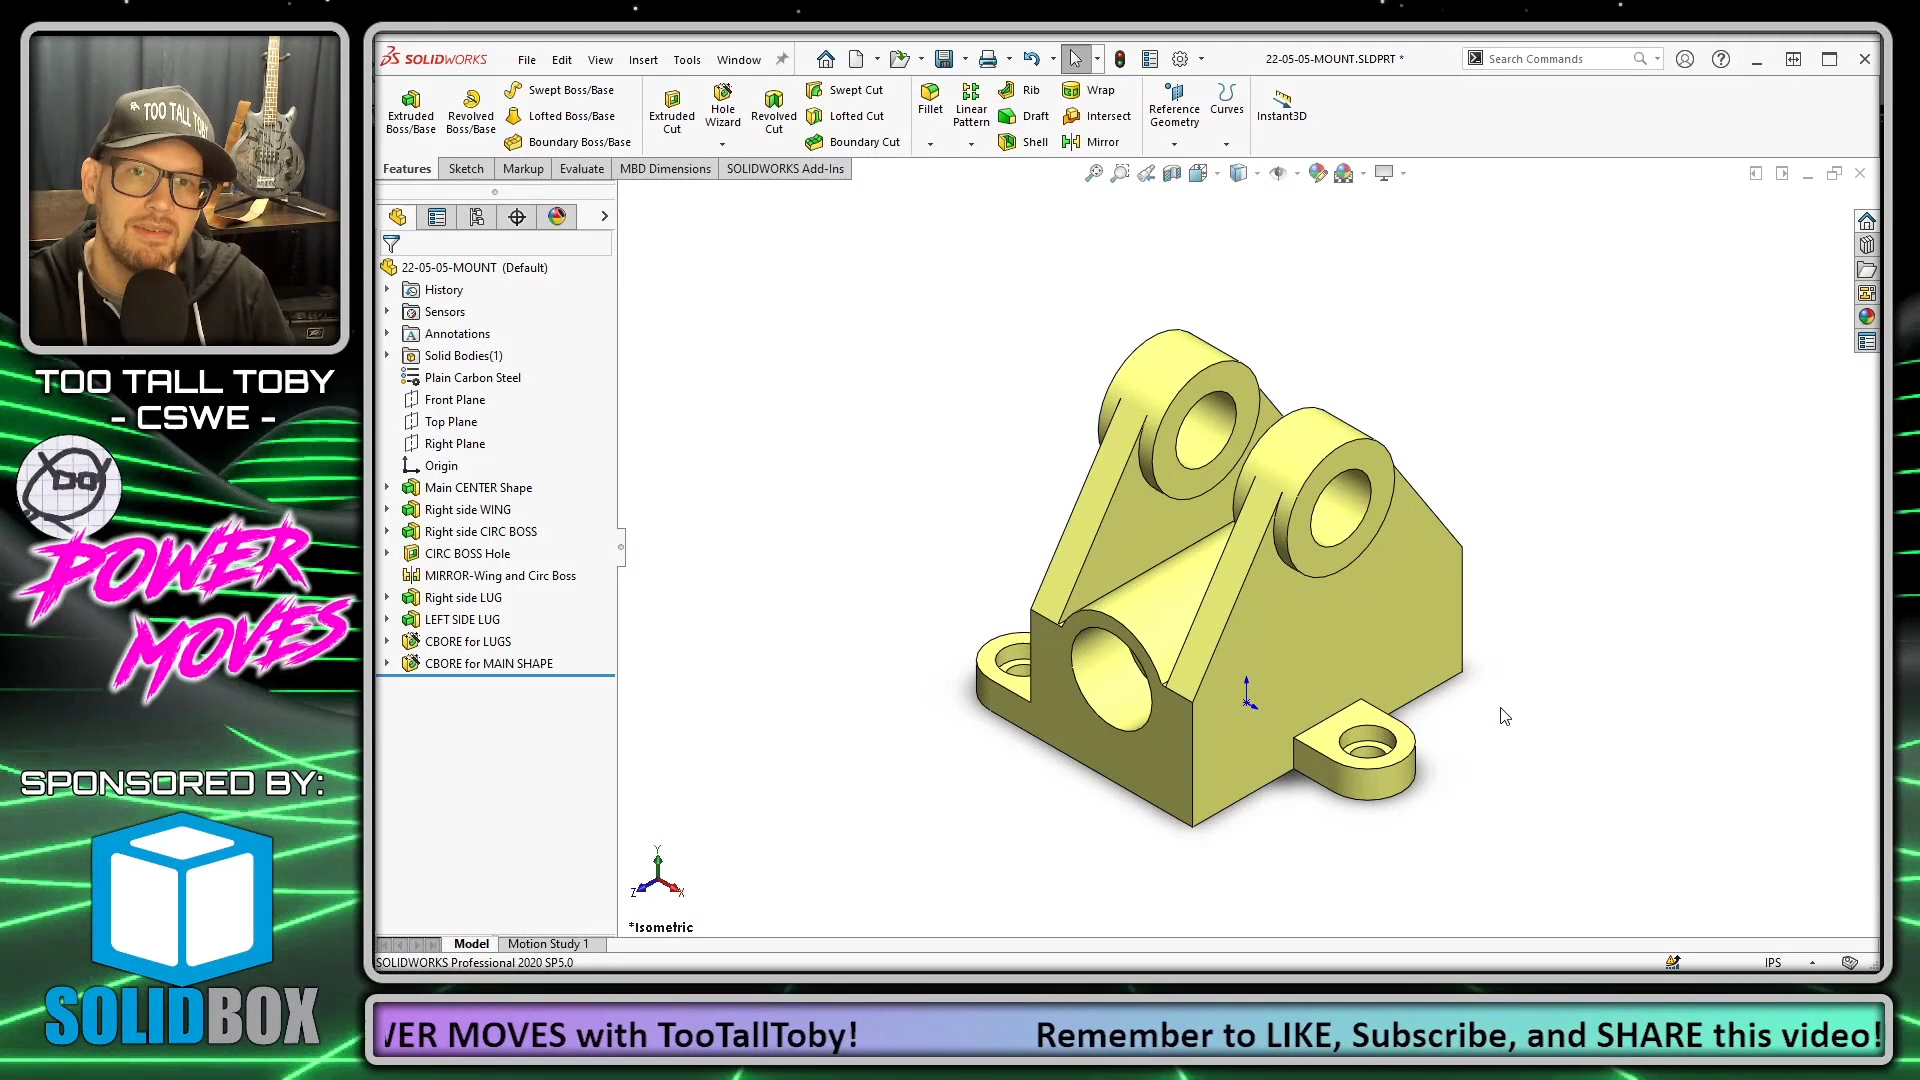 TOO TALL TOBY
TOO TALL TOBY
- CSWE -
POWER
MOVES
SPONSORED BY:
SOLIDBOX
SOLIDWORKS
File
Edit
View
Insert
Tools
Window
22-05-05-MOUNT.SLDPRT *
Search Commands
Extruded
Boss/Base
Revolved
Boss/Base
Swept Boss/Base
Lofted Boss/Base
Boundary Boss/Base
Extruded
Cut
Hole
Wizard
Revolved
Cut
Swept Cut
Lofted Cut
Boundary Cut
Fillet
Linear
Pattern
Rib
Draft
Shell
Wrap
Intersect
Mirror
Reference
Geometry
Curves
Instant3D
Features
Sketch
Markup
Evaluate
MBD Dimensions
SOLIDWORKS Add-Ins
22-05-05-MOUNT (Default)
History
Sensors
Annotations
Solid Bodies(1)
Plain Carbon Steel
Front Plane
Top Plane
Right Plane
Origin
Main CENTER Shape
Right side WING
Right side CIRC BOSS
CIRC BOSS Hole
MIRROR-Wing and Circ Boss
Right side LUG
LEFT SIDE LUG
CBORE for LUGS
CBORE for MAIN SHAPE
Y
Z
X
*Isometric
Model
Motion Study 1
SOLIDWORKS Professional 2020 SP5.0
IPS
WER MOVES with TooTallToby!
Remember to LIKE, Subscribe, and SHARE this video!